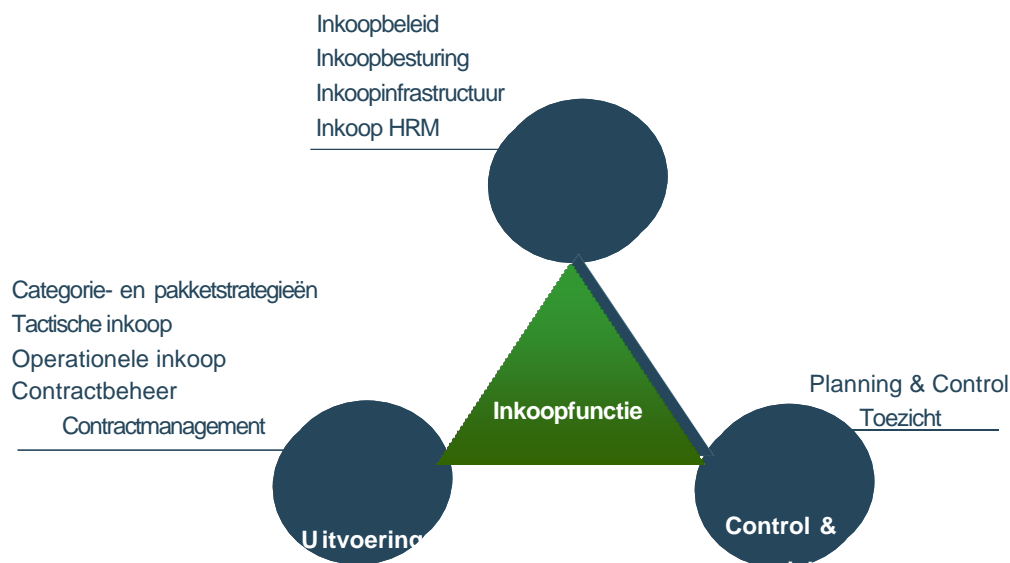 Inkoopbeleid
Inkoopbesturing
Inkoopinfrastructuur
Inkoop HRM
Categorie- en pakketstrategieën
Tactische inkoop
Operationele inkoop
Contractbeheer
Contractmanagement
Planning & Control
Toezicht
Inkoopfunctie
Uitvoering
Control &